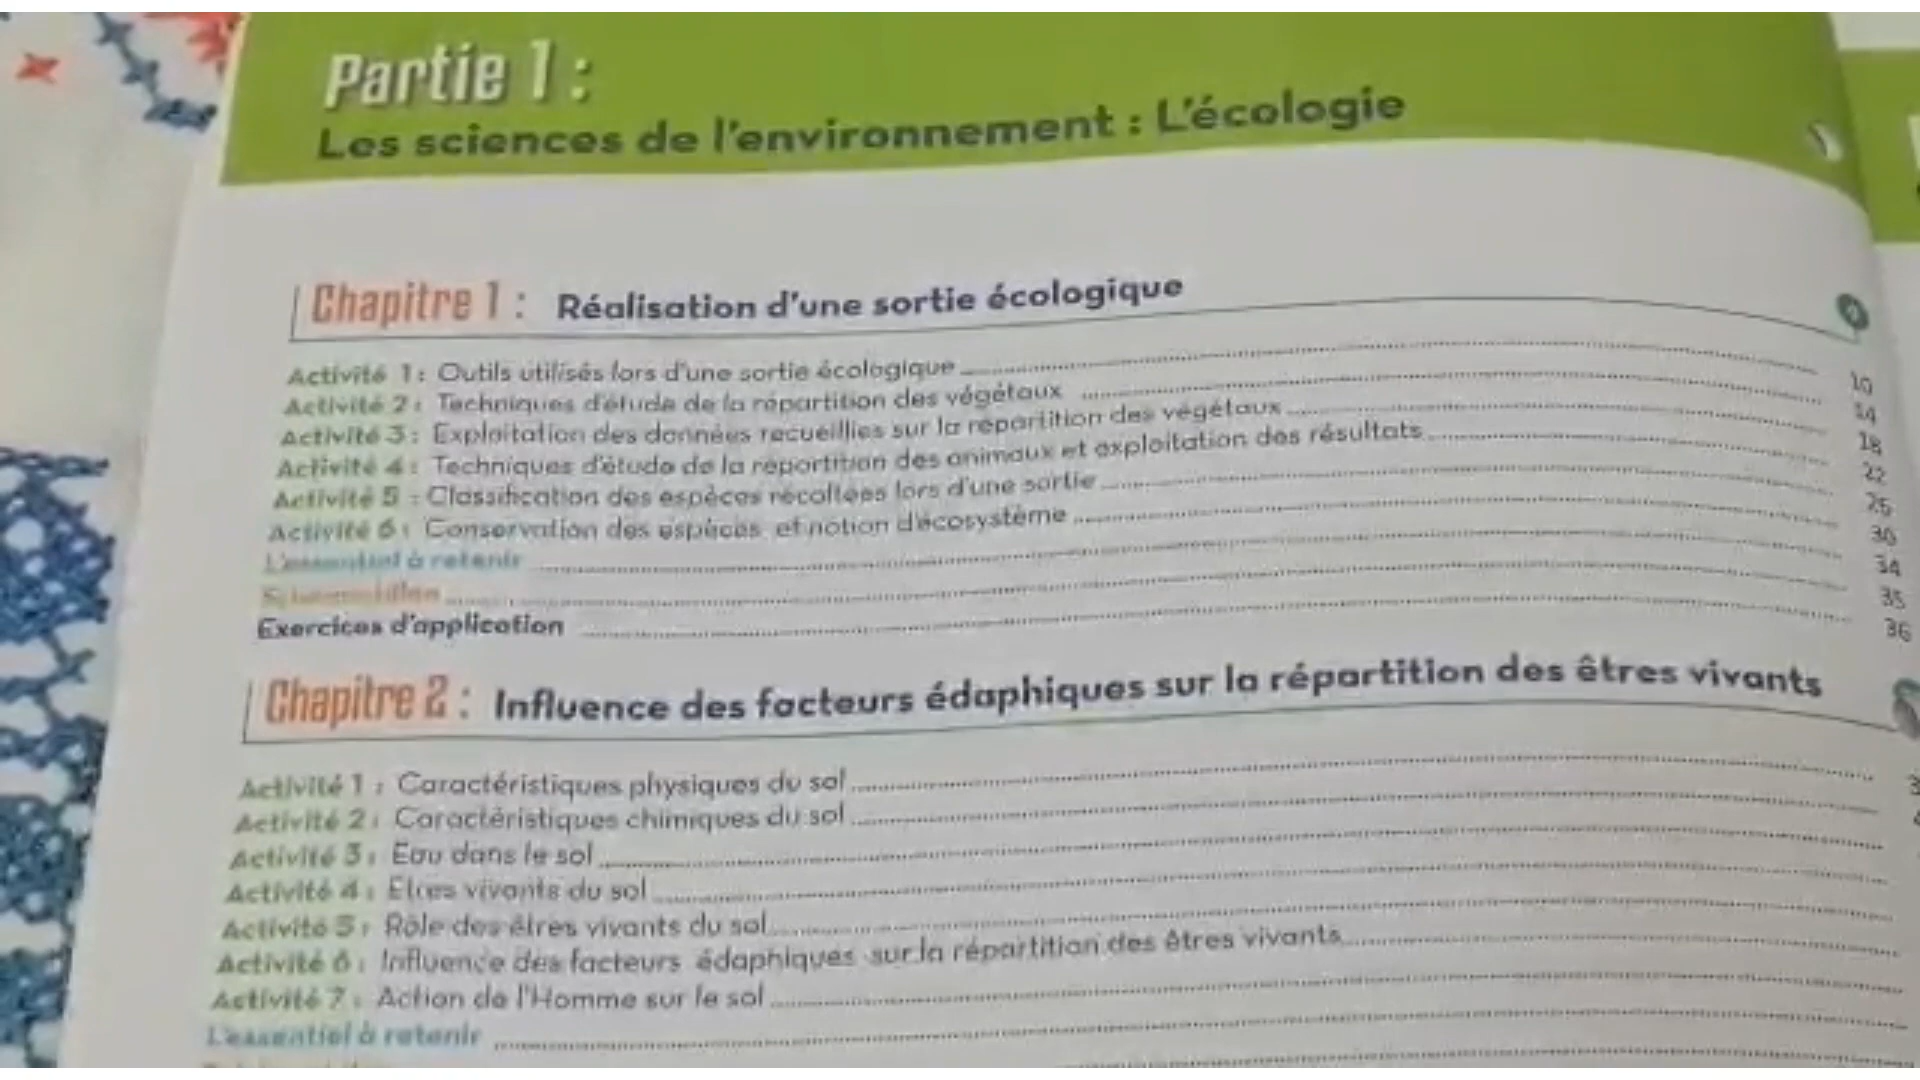 Partie 1 :
Les sciences de l'environnement : L'écologie
Chapitre 1 : Réalisation d'une sortie écologique
Activité 1 : Outils utilisés lors d'une sortie écologique 10
Activité 2 : Techniques d'étude de la répartition des végétaux 14
Activité 3 : Exploitation des données recueillies sur la répartition des végétaux 18
Activité 4 : Techniques d'étude de la répartition des animaux et exploitation des résultats 22
Activité 5 : Classification des espèces récoltées lors d'une sortie 26
Activité 6 : Conservation des espèces et notion d'écosystème 30
L'essentiel à retenir 34
35
Exercices d'application 36
Chapitre 2 : Influence des facteurs édaphiques sur la répartition des êtres vivants
Activité 1 : Caractéristiques physiques du sol
Activité 2 : Caractéristiques chimiques du sol
Activité 3 : Eau dans le sol
Activité 4 : Etres vivants du sol
Activité 5 : Rôle des êtres vivants du sol
Activité 6 : Influence des facteurs édaphiques sur la répartition des êtres vivants
Activité 7 : Action de l'Homme sur le sol
L'essentiel à retenir